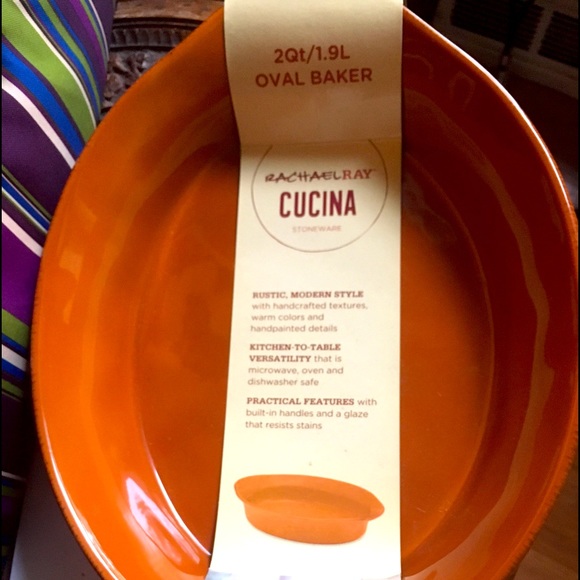 2Qt/1.9L
OVAL BAKER
RACHAELRAY™
CUCINA
STONEWARE
RUSTIC, MODERN STYLE
with handcrafted textures,
warm colors and
handpainted details
KITCHEN-TO-TABLE
VERSATILITY that is
microwave, oven and
dishwasher safe
PRACTICAL FEATURES with
built-in handles and a glaze
that resists stains